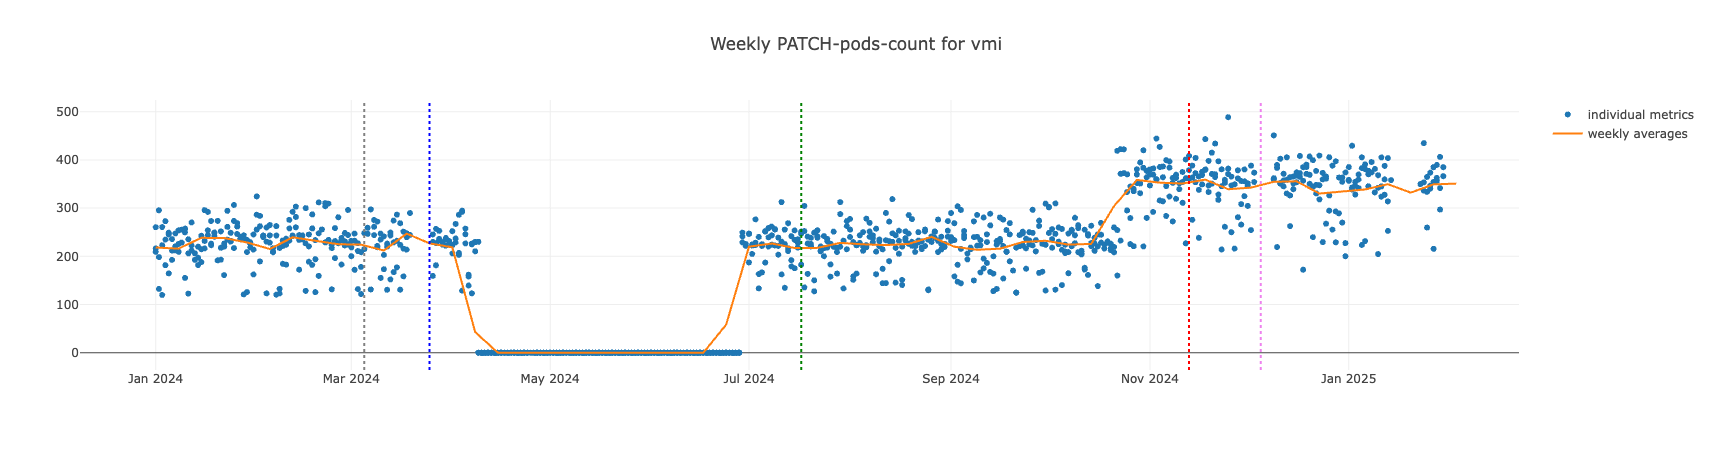 Weekly PATCH-pods-count for vmi
500
400
300
200
100
0
Jan 2024
Mar 2024
May 2024
Jul 2024
Sep 2024
Nov 2024
Jan 2025
individual metrics
weekly averages